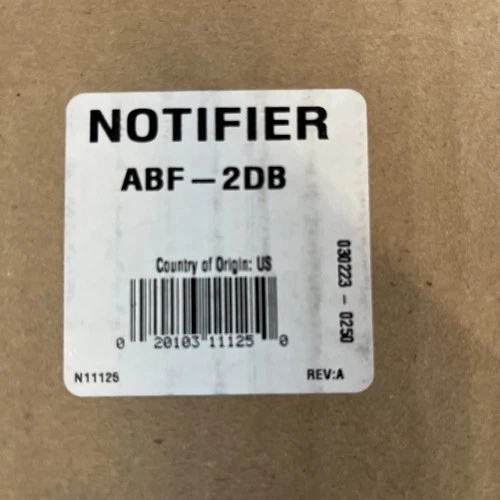 NOTIFIER
ABF-2DB
Country of Origin: US
030223 - 0250
0 20103 11125 0
N11125 REV:A